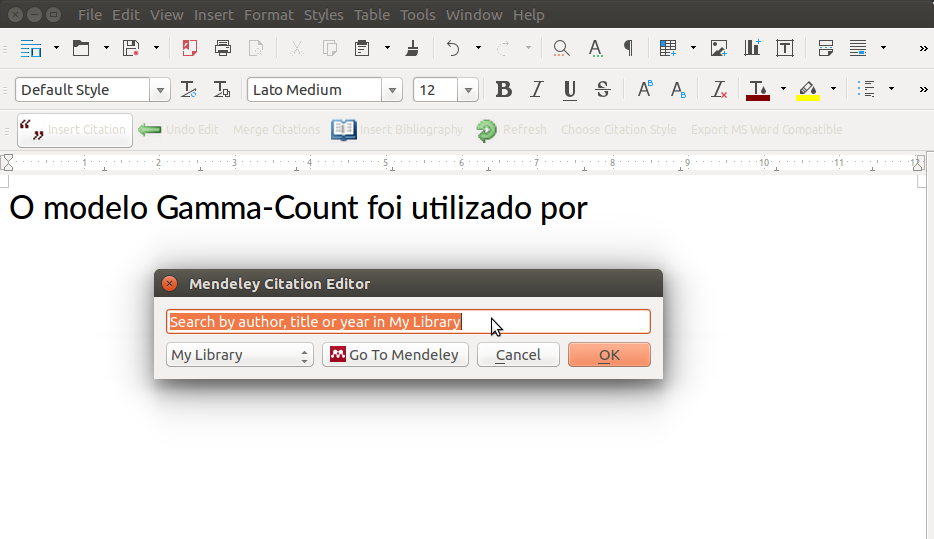 File Edit View Insert Format Styles Table Tools Window Help
Default Style Lato Medium 12
Insert Citation Undo Edit Merge Citations Insert Bibliography Refresh Choose Citation Style Export MS Word Compatible
1 2 3 4 5 6 7 8 9 10 11 12
O modelo Gamma-Count foi utilizado por
Mendeley Citation Editor
Search by author, title or year in My Library
My Library Go To Mendeley Cancel OK